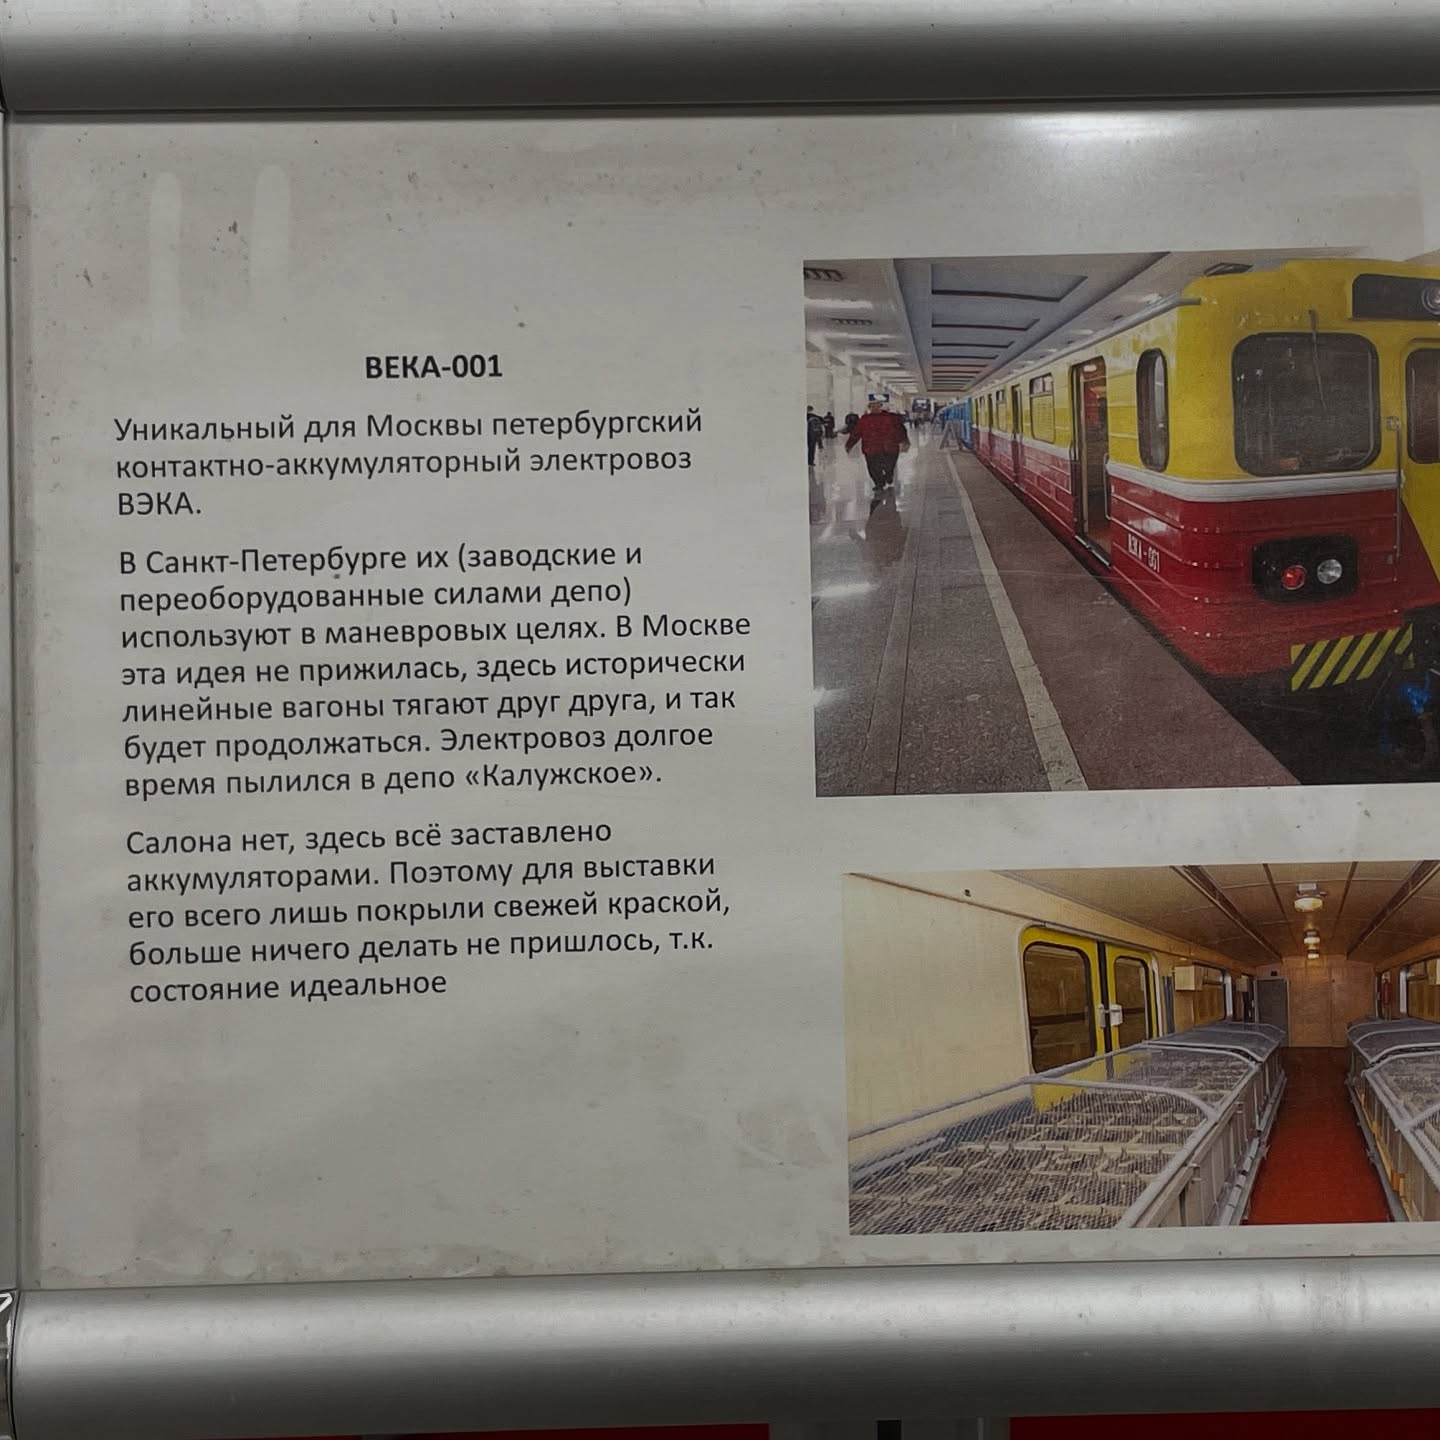 ВЕКА-001
Уникальный для Москвы петербургский
контактно-аккумуляторный электровоз
ВЭКА.
В Санкт-Петербурге их (заводские и
переоборудованные силами депо)
используют в маневровых целях. В Москве
эта идея не прижилась, здесь исторически
линейные вагоны тягают друг друга, и так
будет продолжаться. Электровоз долгое
время пылился в депо «Калужское».
Салона нет, здесь всё заставлено
аккумуляторами. Поэтому для выставки
его всего лишь покрыли свежей краской,
больше ничего делать не пришлось, т.к.
состояние идеальное
ВЭКА-001